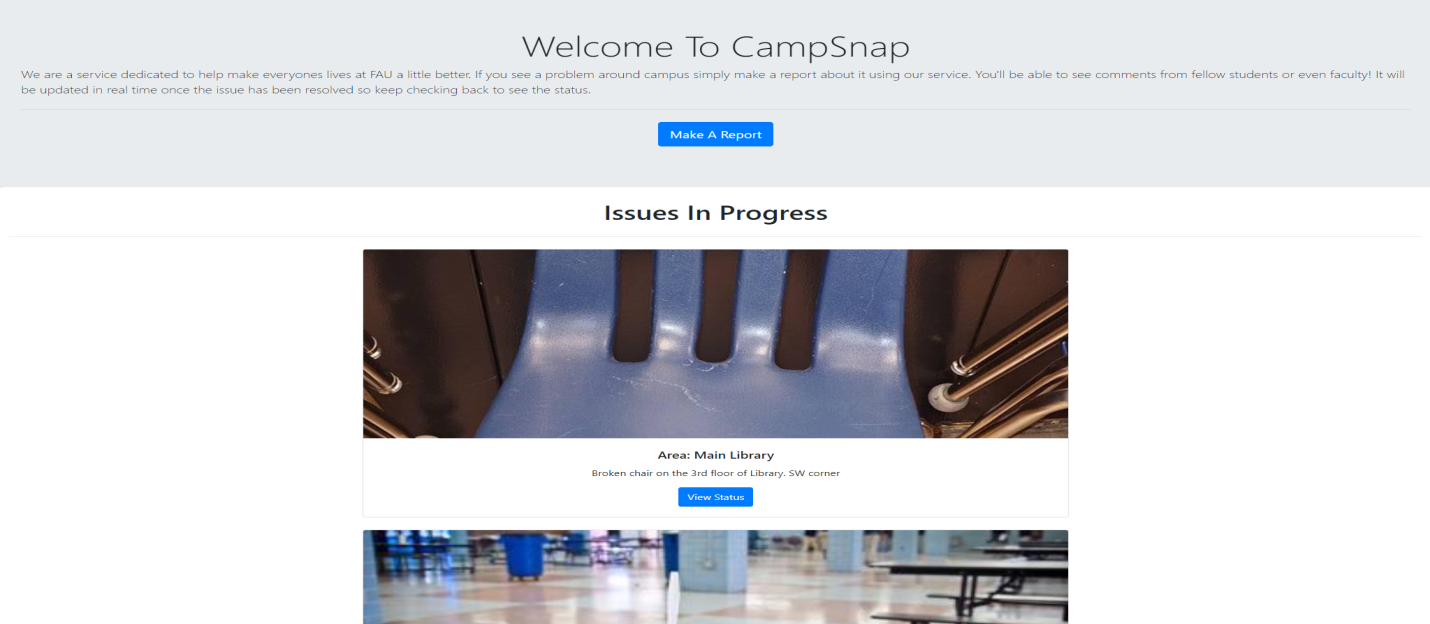 Welcome To CampSnap
We are a service dedicated to help make everyones lives at FAU a little better. If you see a problem around campus simply make a report about it using our service. You'll be able to see comments from fellow students or even faculty! It will
be updated in real time once the issue has been resolved so keep checking back to see the status.
Make A Report
Issues In Progress
Area: Main Library
Broken chair on the 3rd floor of Library. SW corner
View Status